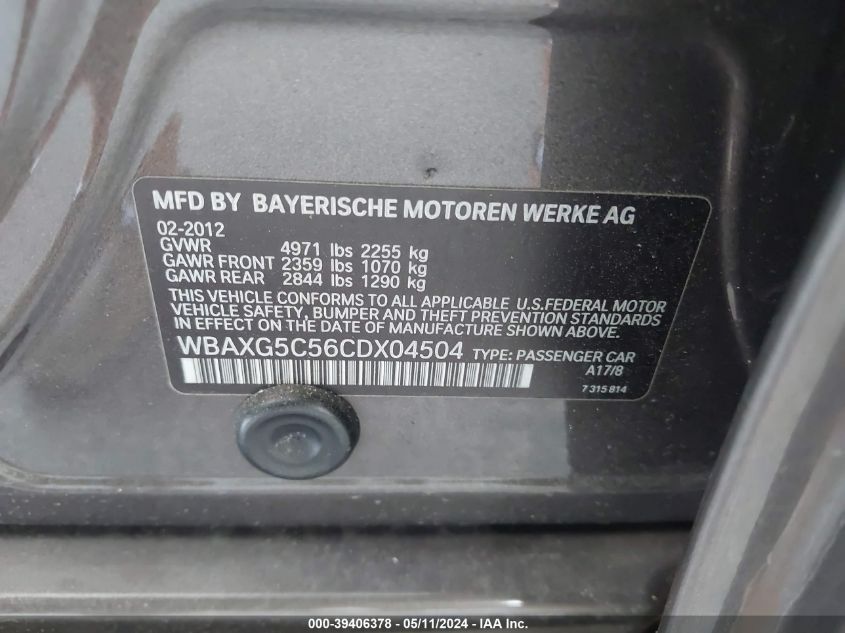 MFD BY BAYERISCHE MOTOREN WERKE AG
02-2012
GVWR 4971 lbs 2255 kg
GAWR FRONT 2359 lbs 1070 kg
GAWR REAR 2844 lbs 1290 kg
THIS VEHICLE CONFORMS TO ALL APPLICABLE U.S.FEDERAL MOTOR
VEHICLE SAFETY, BUMPER AND THEFT PREVENTION STANDARDS
IN EFFECT ON THE DATE OF MANUFACTURE SHOWN ABOVE.
WBAXG5C56CDX04504 TYPE: PASSENGER CAR
A17/8
7 315 814
000-39406378 - 05/11/2024 - IAAI, Inc.